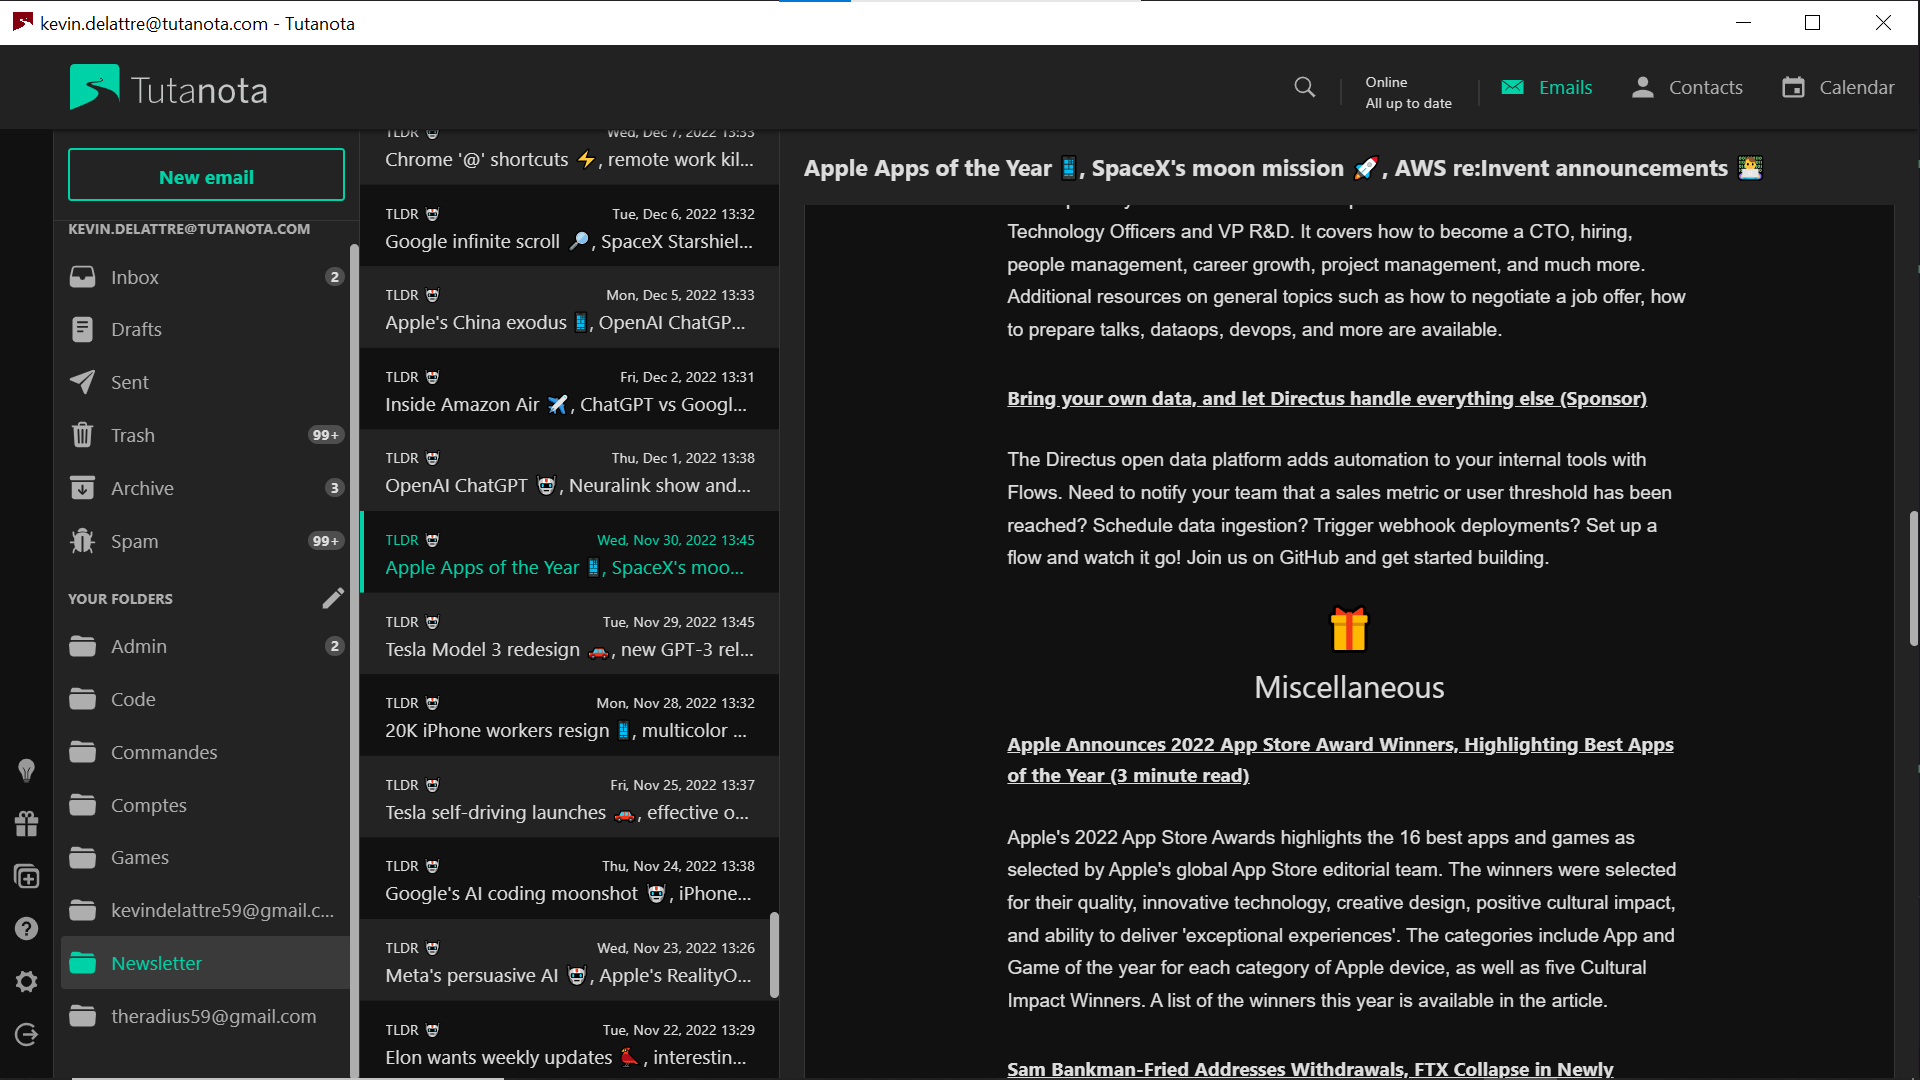 kevin.delattre@tutanota.com - Tutanota
Tutanota
Online
All up to date
Emails
Contacts
Calendar
New email
KEVIN.DELATTRE@TUTANOTA.COM
Inbox 2
Drafts
Sent
Trash 99+
Archive 3
Spam 99+
YOUR FOLDERS
Admin 2
Code
Commandes
Comptes
Games
kevindelattre59@gmail.c...
Newsletter
theradius59@gmail.com
TLDR Wed, Dec 7, 2022 13:33
Chrome '@' shortcuts ⚡, remote work kil...
TLDR 🤖 Tue, Dec 6, 2022 13:32
Google infinite scroll 🔎, SpaceX Starshiel...
TLDR 🤖 Mon, Dec 5, 2022 13:33
Apple's China exodus 📱, OpenAI ChatGP...
TLDR 🤖 Fri, Dec 2, 2022 13:31
Inside Amazon Air ✈️, ChatGPT vs Googl...
TLDR 🤖 Thu, Dec 1, 2022 13:38
OpenAI ChatGPT 🤖, Neuralink show and...
TLDR 🤖 Wed, Nov 30, 2022 13:45
Apple Apps of the Year 📱, SpaceX's moo...
TLDR 🤖 Tue, Nov 29, 2022 13:45
Tesla Model 3 redesign 🚗, new GPT-3 rel...
TLDR 🤖 Mon, Nov 28, 2022 13:32
20K iPhone workers resign 📱, multicolor ...
TLDR 🤖 Fri, Nov 25, 2022 13:37
Tesla self-driving launches 🚗, effective o...
TLDR 🤖 Thu, Nov 24, 2022 13:38
Google's AI coding moonshot 🤖, iPhone...
TLDR 🤖 Wed, Nov 23, 2022 13:26
Meta's persuasive AI 🤖, Apple's RealityO...
TLDR 🤖 Tue, Nov 22, 2022 13:29
Elon wants weekly updates 🐦, interestin...
Apple Apps of the Year 📱, SpaceX's moon mission 🚀, AWS re:Invent announcements 👨‍💻
Technology Officers and VP R&D. It covers how to become a CTO, hiring,
people management, career growth, project management, and much more.
Additional resources on general topics such as how to negotiate a job offer, how
to prepare talks, dataops, devops, and more are available.
Bring your own data, and let Directus handle everything else (Sponsor)
The Directus open data platform adds automation to your internal tools with
Flows. Need to notify your team that a sales metric or user threshold has been
reached? Schedule data ingestion? Trigger webhook deployments? Set up a
flow and watch it go! Join us on GitHub and get started building.
Miscellaneous
Apple Announces 2022 App Store Award Winners, Highlighting Best Apps
of the Year (3 minute read)
Apple's 2022 App Store Awards highlights the 16 best apps and games as
selected by Apple's global App Store editorial team. The winners were selected
for their quality, innovative technology, creative design, positive cultural impact,
and ability to deliver 'exceptional experiences'. The categories include App and
Game of the year for each category of Apple device, as well as five Cultural
Impact Winners. A list of the winners this year is available in the article.
Sam Bankman-Fried Addresses Withdrawals, FTX Collapse in Newly